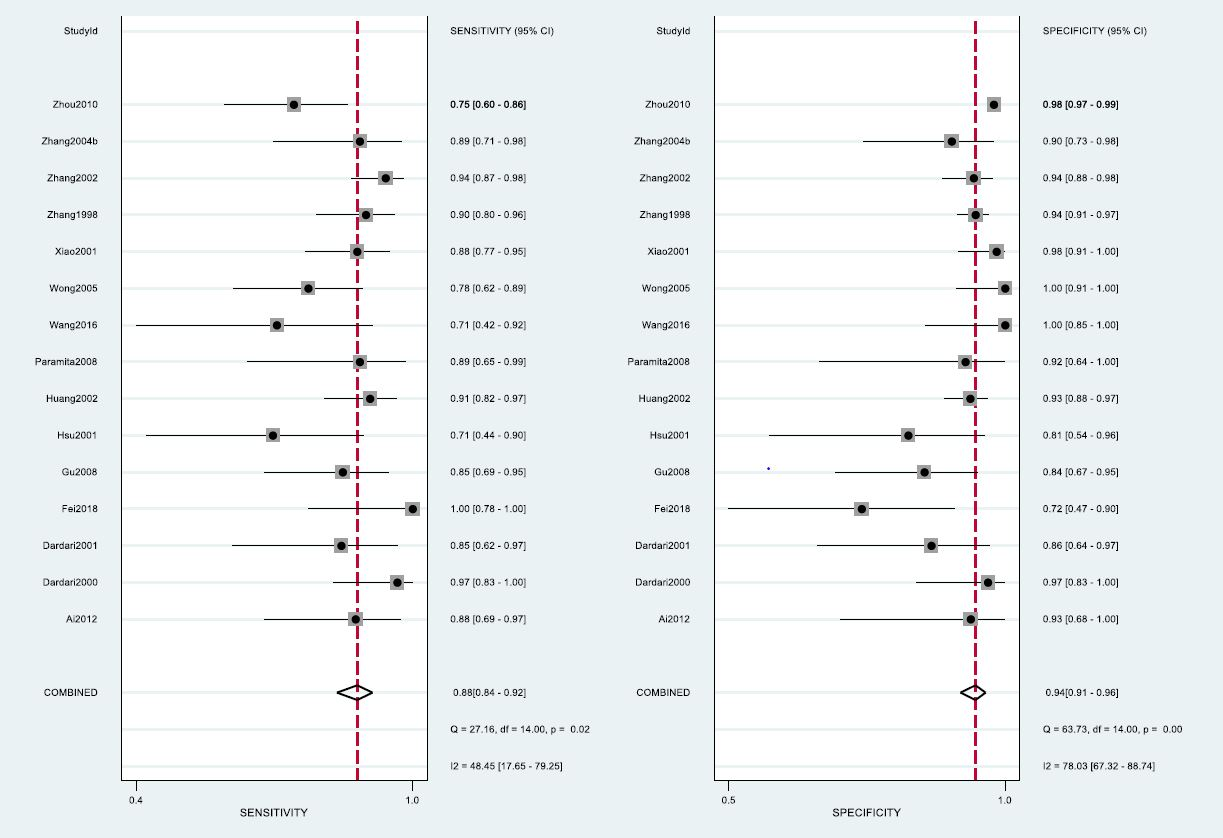 StudyId SENSITIVITY (95% CI) StudyId SPECIFICITY (95% CI)
Zhou2010 0.75 [0.60 - 0.86] Zhou2010 0.98 [0.97 - 0.99]
Zhang2004b 0.89 [0.71 - 0.98] Zhang2004b 0.90 [0.73 - 0.98]
Zhang2002 0.94 [0.87 - 0.98] Zhang2002 0.94 [0.88 - 0.98]
Zhang1998 0.90 [0.80 - 0.96] Zhang1998 0.94 [0.91 - 0.97]
Xiao2001 0.88 [0.77 - 0.95] Xiao2001 0.98 [0.91 - 1.00]
Wong2005 0.78 [0.62 - 0.89] Wong2005 1.00 [0.91 - 1.00]
Wang2016 0.71 [0.42 - 0.92] Wang2016 1.00 [0.85 - 1.00]
Paramita2008 0.89 [0.65 - 0.99] Paramita2008 0.92 [0.64 - 1.00]
Huang2002 0.91 [0.82 - 0.97] Huang2002 0.93 [0.88 - 0.97]
Hsu2001 0.71 [0.44 - 0.90] Hsu2001 0.81 [0.54 - 0.96]
Gu2008 0.85 [0.69 - 0.95] Gu2008 0.84 [0.67 - 0.95]
Fei2018 1.00 [0.78 - 1.00] Fei2018 0.72 [0.47 - 0.90]
Dardari2001 0.85 [0.62 - 0.97] Dardari2001 0.86 [0.64 - 0.97]
Dardari2000 0.97 [0.83 - 1.00] Dardari2000 0.97 [0.83 - 1.00]
Ai2012 0.88 [0.69 - 0.97] Ai2012 0.93 [0.68 - 1.00]
COMBINED 0.88[0.84 - 0.92] COMBINED 0.94[0.91 - 0.96]
Q = 27.16, df = 14.00, p = 0.02 Q = 63.73, df = 14.00, p = 0.00
I2 = 48.45 [17.65 - 79.25] I2 = 78.03 [67.32 - 88.74]
0.4 1.0 0.5 1.0
SENSITIVITY SPECIFICITY